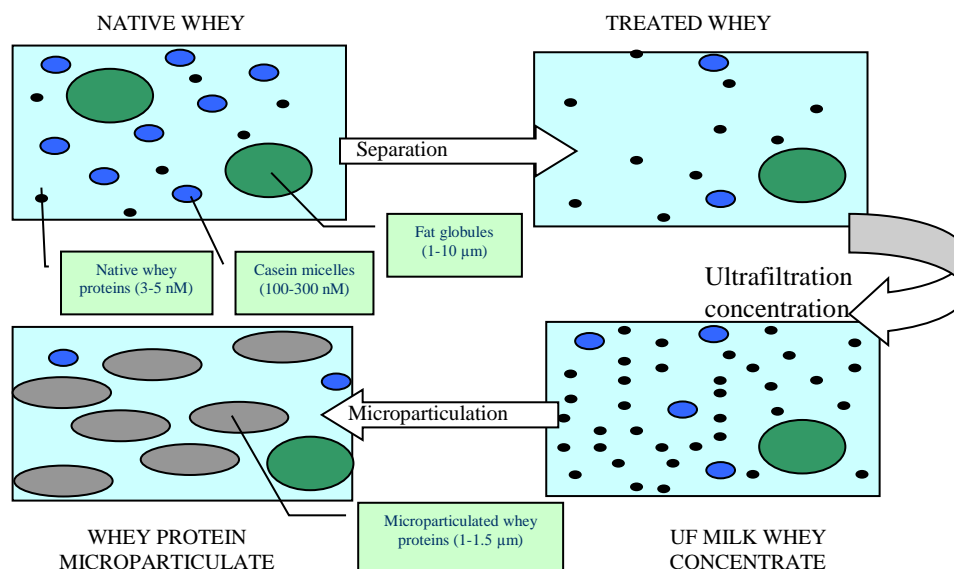 NATIVE WHEY
TREATED WHEY
Separation
Fat globules
(1-10 µm)
Native whey
proteins (3-5 nM)
Casein micelles
(100-300 nM)
Ultrafiltration
concentration
Microparticulation
Microparticulated whey
proteins (1-1.5 µm)
WHEY PROTEIN
MICROPARTICULATE
UF MILK WHEY
CONCENTRATE